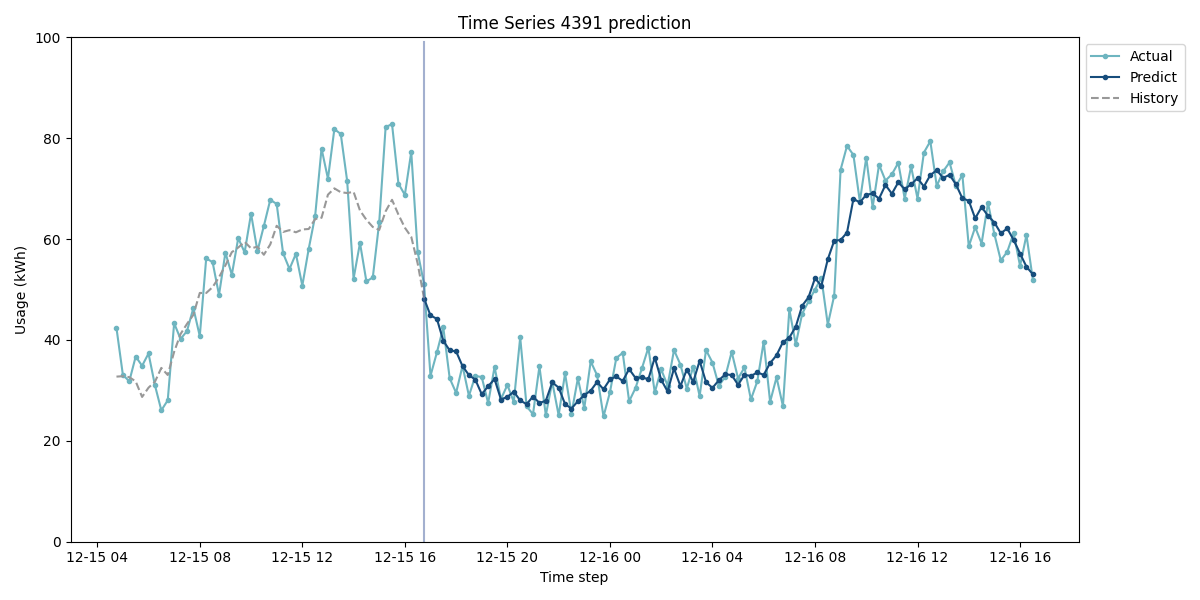 Time Series 4391 prediction
100
80
60
40
20
0
Usage (kWh)
12-15 04
12-15 08
12-15 12
12-15 16
12-15 20
12-16 00
12-16 04
12-16 08
12-16 12
12-16 16
Time step
Actual
Predict
History